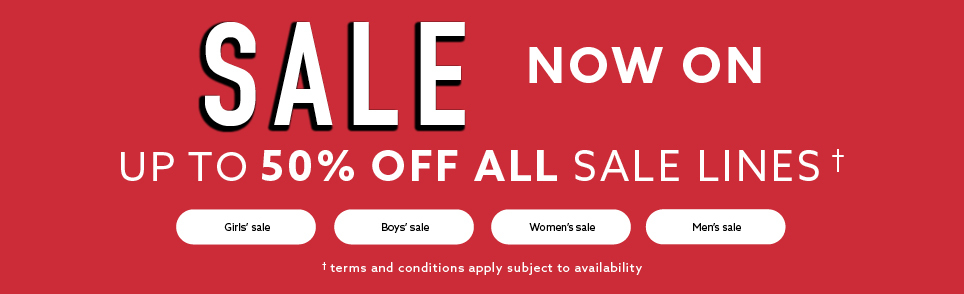 SALE NOW ON
UP TO 50% OFF ALL SALE LINES †
Girls' sale Boys' sale Women's sale Men's sale
† terms and conditions apply subject to availability